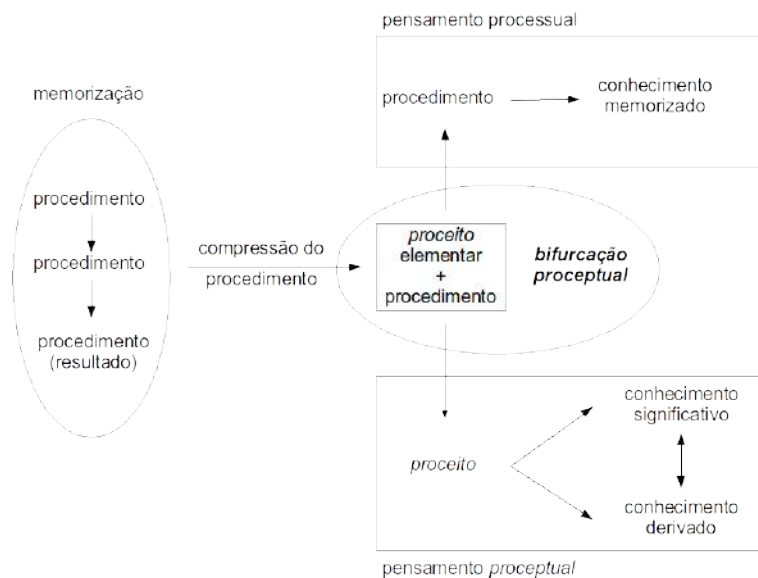 pensamento processual
procedimento
conhecimento
memorizado
memorização
procedimento
procedimento
procedimento
(resultado)
compressão do
procedimento
proceito
elementar
+
procedimento
bifurcação
proceptual
proceito
conhecimento
significativo
conhecimento
derivado
pensamento proceptual